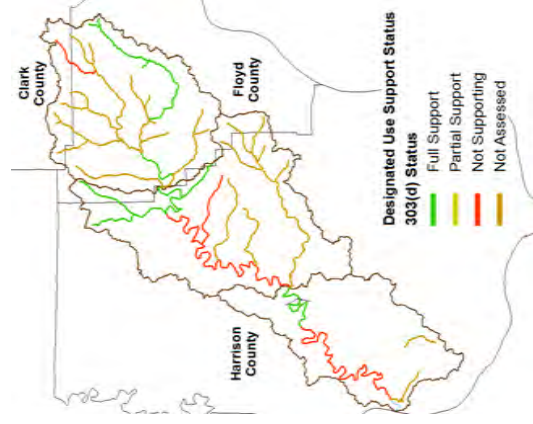 Clark
County
Floyd
County
Harrison
County
Designated Use Support Status
303(d) Status
Full Support
Partial Support
Not Supporting
Not Assessed